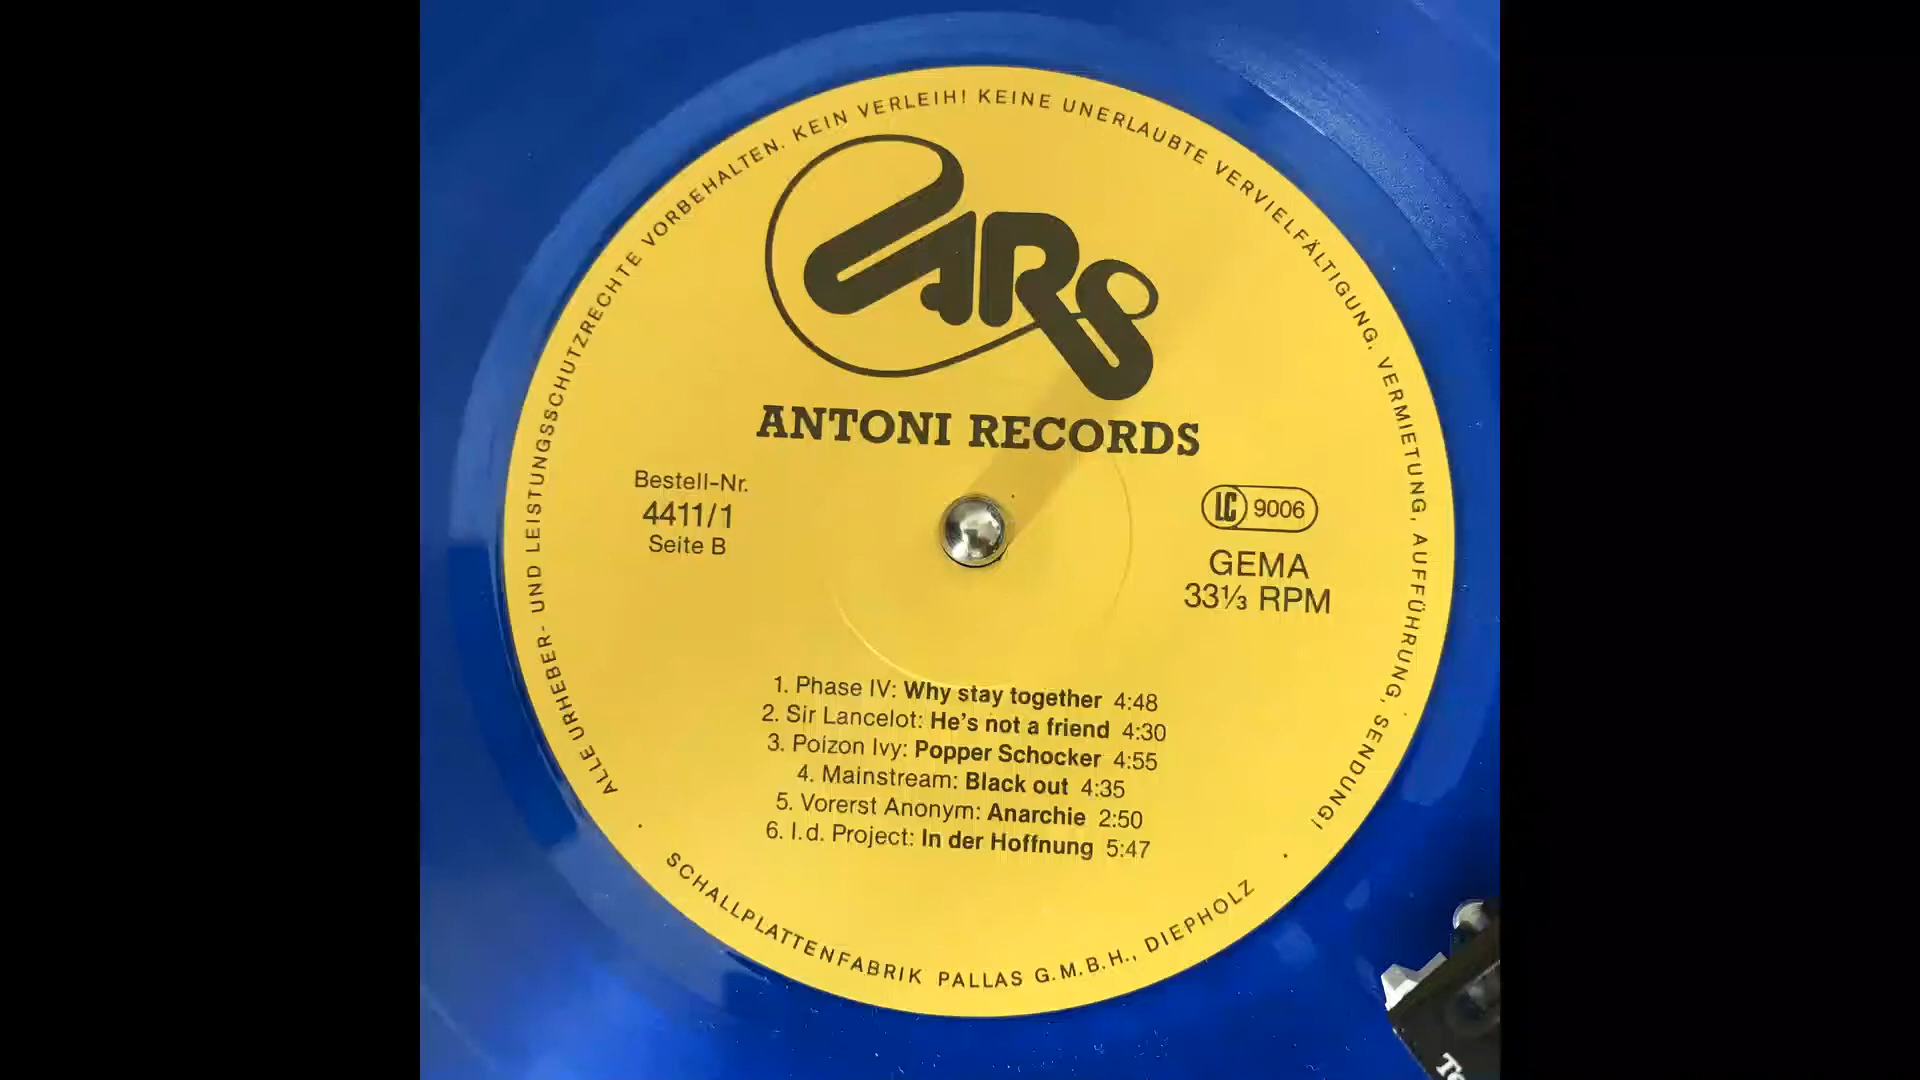 ALLE URHEBER- UND LEISTUNGSSCHUTZRECHTE VORBEHALTEN. KEIN VERLEIH! KEINE UNERLAUBTE VERVIELFÄLTIGUNG, VERMIETUNG, AUFFÜHRUNG, SENDUNG!
CARS
ANTONI RECORDS
Bestell-Nr.
4411/1
Seite B
LC 9006
GEMA
33⅓ RPM
1. Phase IV: Why stay together 4:48
2. Sir Lancelot: He's not a friend 4:30
3. Poizon Ivy: Popper Schocker 4:55
4. Mainstream: Black out 4:35
5. Vorerst Anonym: Anarchie 2:50
6. I.d. Project: In der Hoffnung 5:47
SCHALLPLATTENFABRIK PALLAS G.M.B.H., DIEPHOLZ